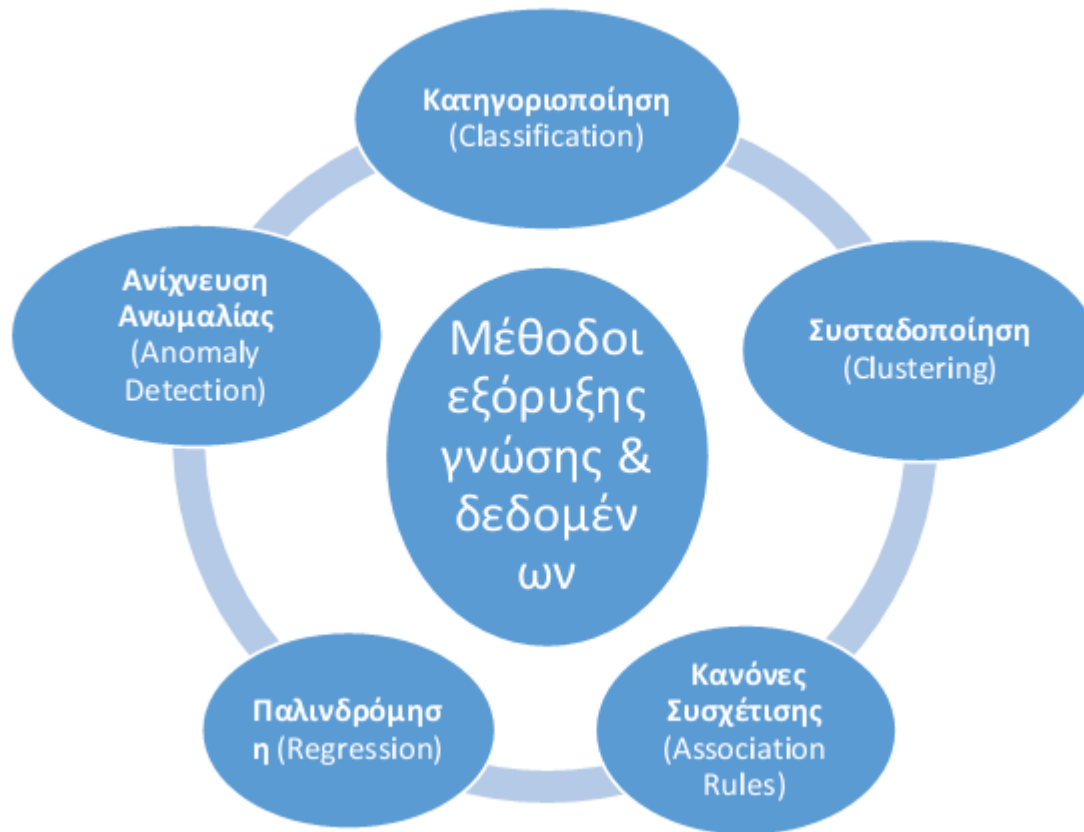 Κατηγοριοποίηση
(Classification)
Ανίχνευση
Ανωμαλίας
(Anomaly
Detection)
Μέθοδοι
εξόρυξης
γνώσης &
δεδομέν
ων
Συσταδοποίηση
(Clustering)
Παλινδρόμησ
η (Regression)
Κανόνες
Συσχέτισης
(Association
Rules)